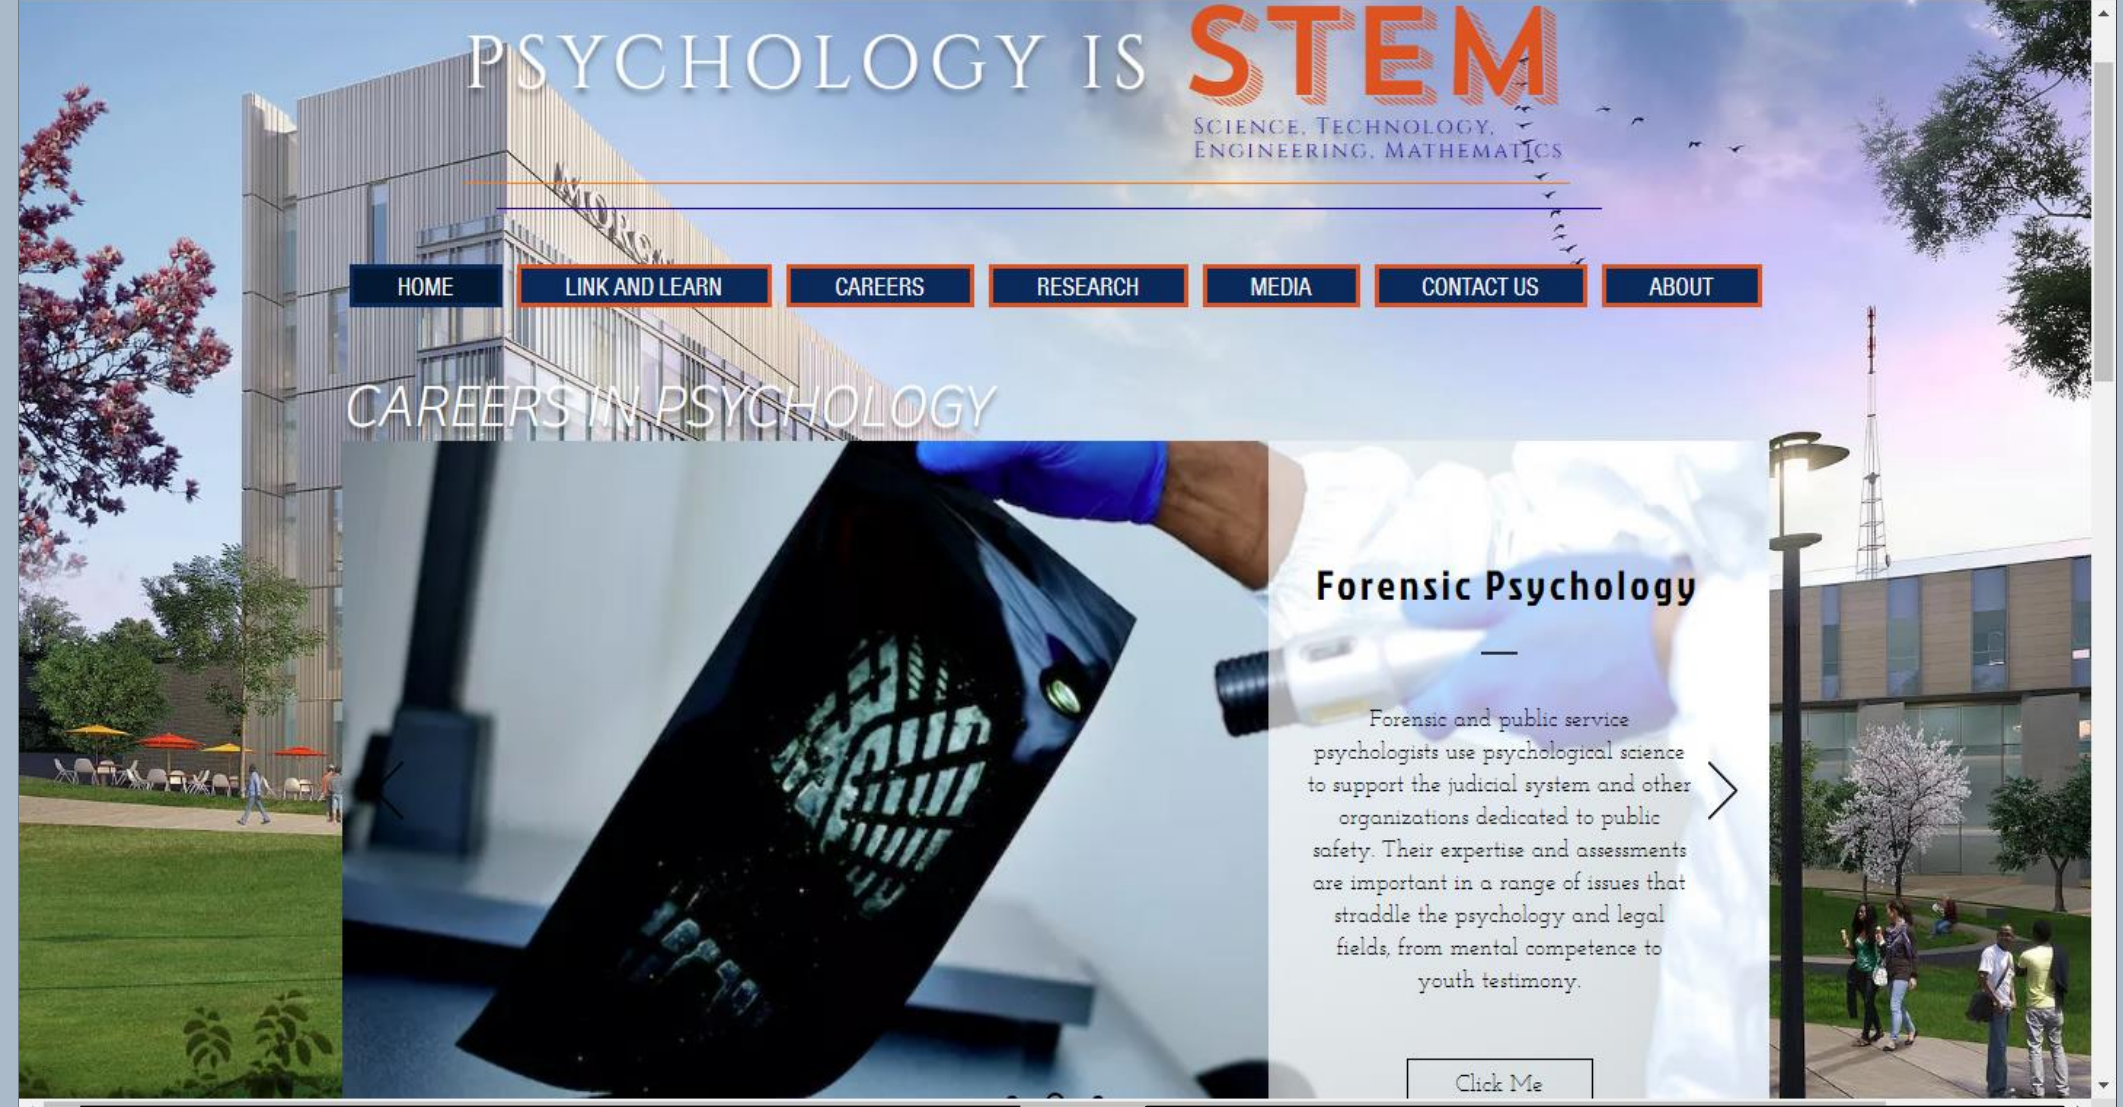 PSYCHOLOGY IS STEM
SCIENCE, TECHNOLOGY,
ENGINEERING, MATHEMATICS
HOME
LINK AND LEARN
CAREERS
RESEARCH
MEDIA
CONTACT US
ABOUT
CAREERS IN PSYCHOLOGY
Forensic Psychology
Forensic and public service
psychologists use psychological science
to support the judicial system and other
organizations dedicated to public
safety. Their expertise and assessments
are important in a range of issues that
straddle the psychology and legal
fields, from mental competence to
youth testimony.
Click Me